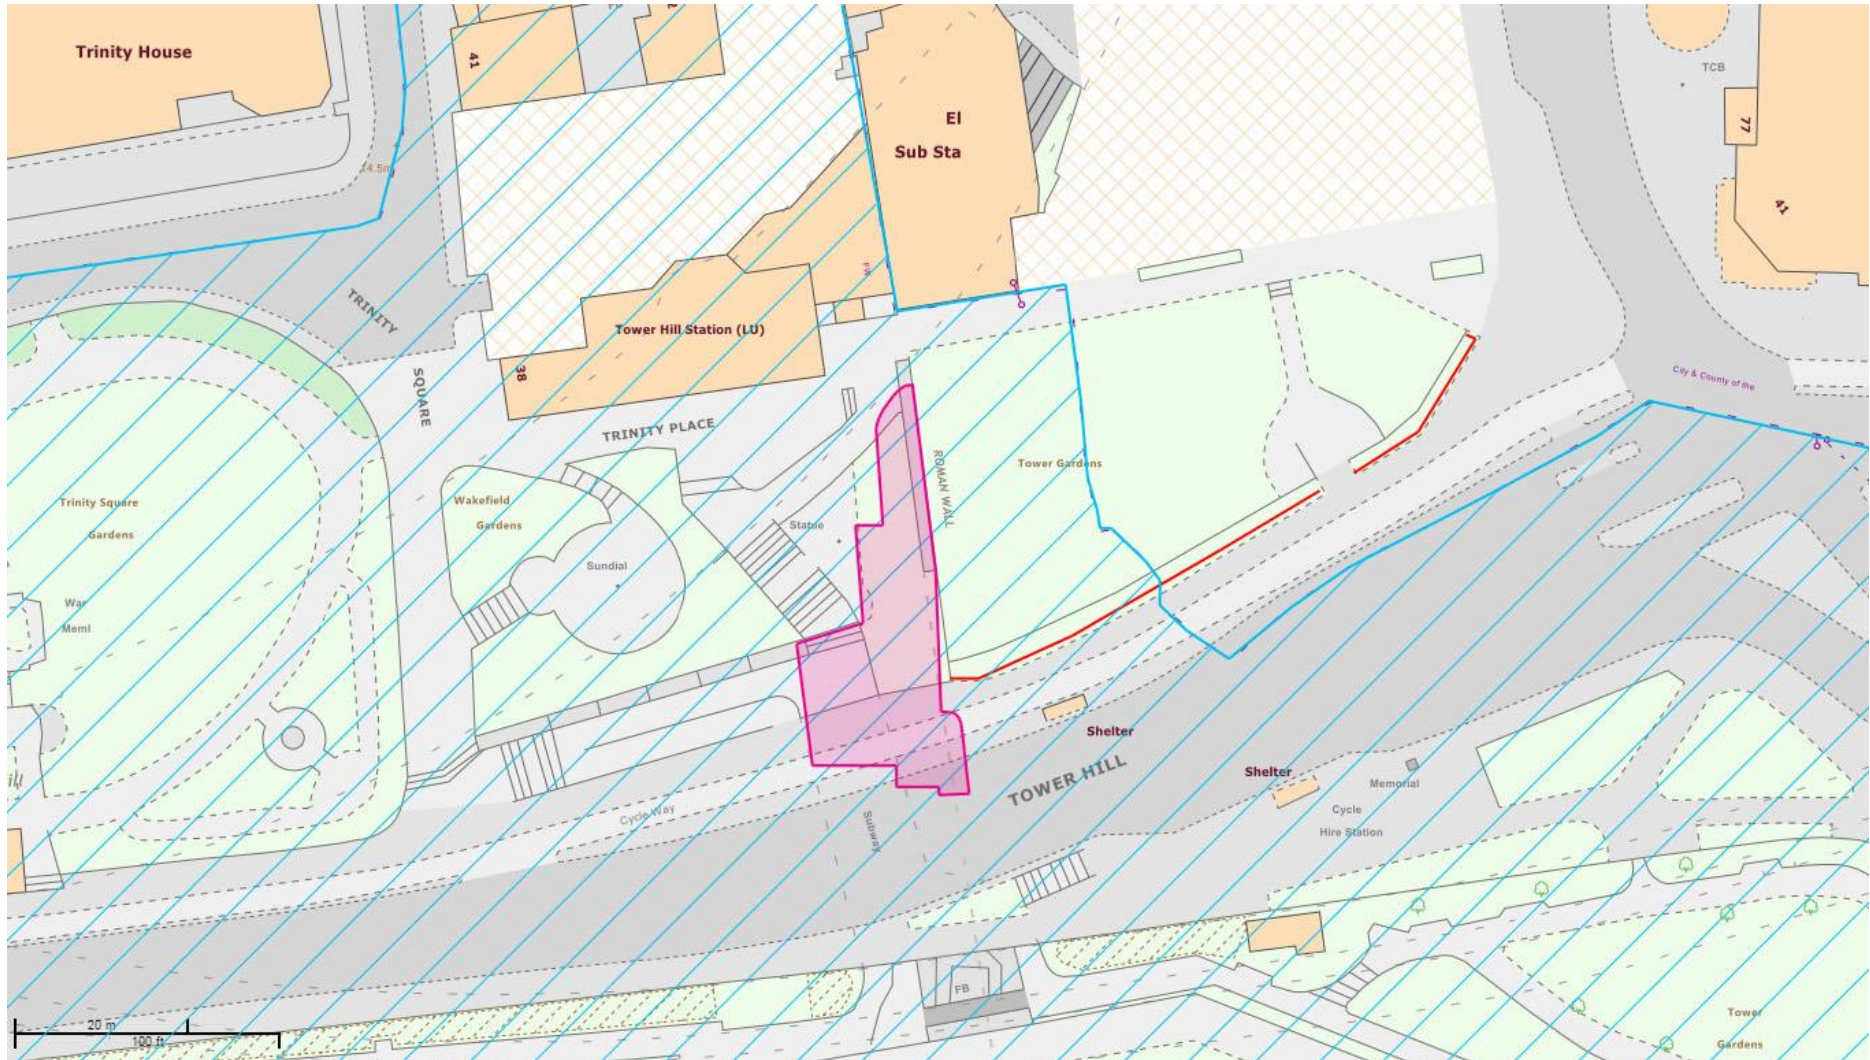 Trinity House
41
El
Sub Sta
TCB
77
41
PW
TRINITY
SQUARE
Tower Hill Station (LU)
38
TRINITY PLACE
City & County of the
Trinity Square
Gardens
Wakefield
Gardens
Statue
Sundial
ROMAN WALL
Tower Gardens
War
Meml
Shelter
TOWER HILL
Shelter
Memorial
Cycle
Hire Station
Cycle Way
Subway
FB
Tower
Gardens
20 m
100 ft